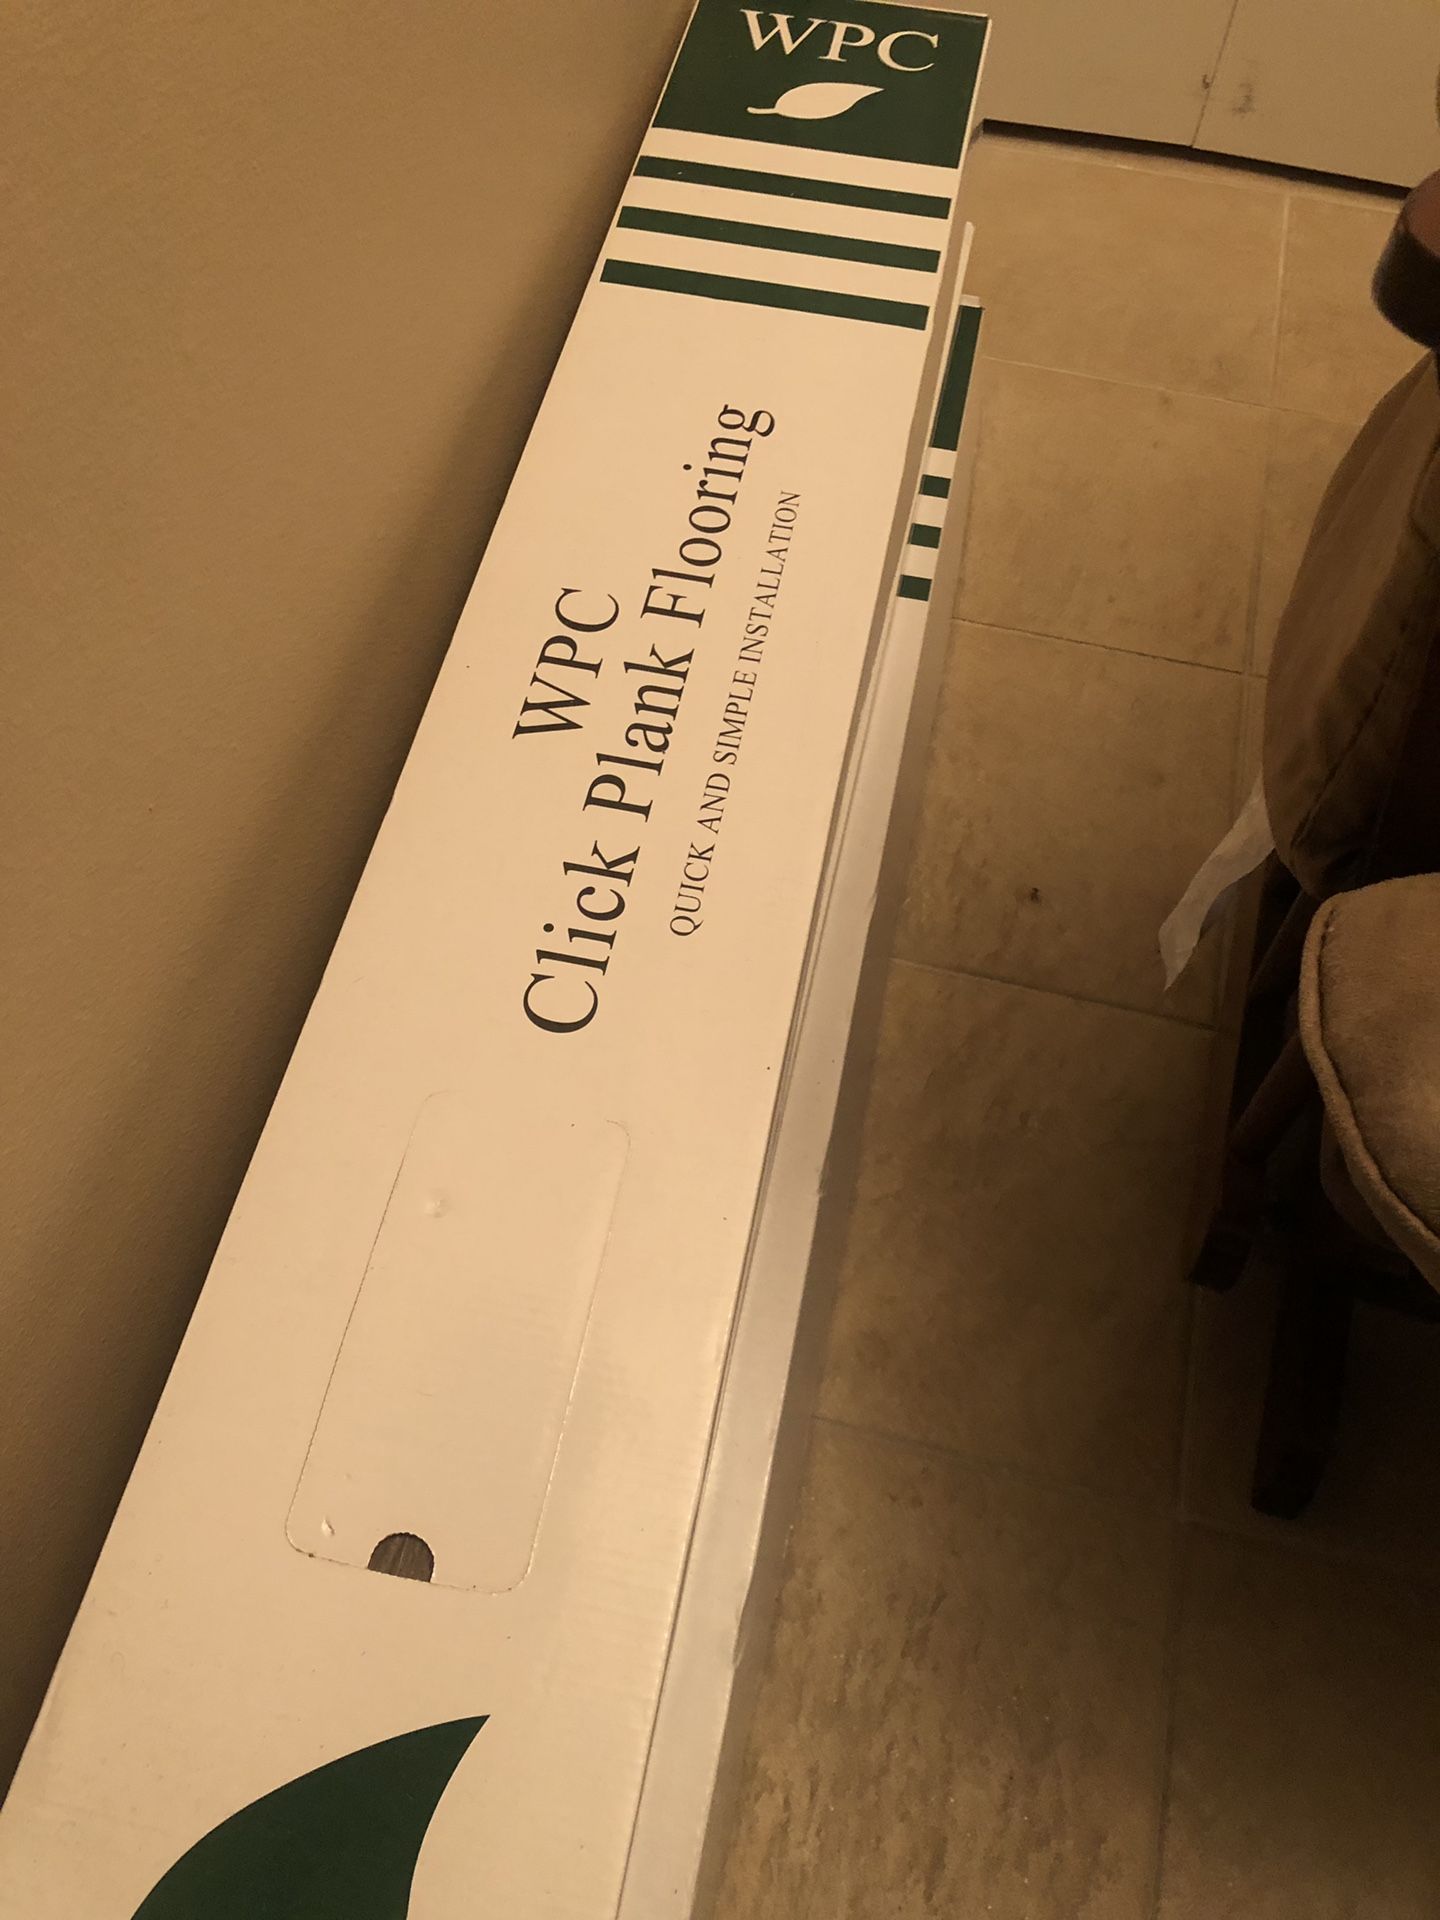 WPC
WPC
Click Plank Flooring
QUICK AND SIMPLE INSTALLATION